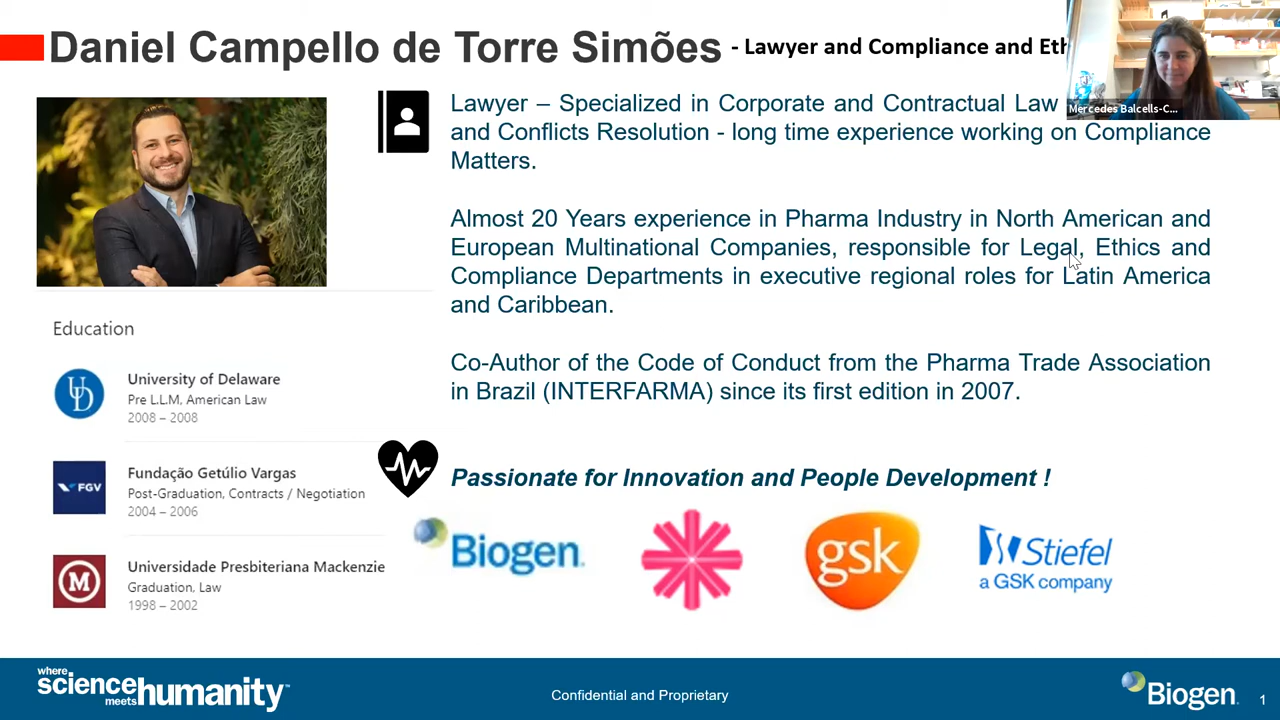 Daniel Campello de Torre Simões - Lawyer and Compliance and Eth
Mercedes Balcells-C...
Lawyer – Specialized in Corporate and Contractual Law
and Conflicts Resolution - long time experience working on Compliance
Matters.
Almost 20 Years experience in Pharma Industry in North American and
European Multinational Companies, responsible for Legal, Ethics and
Compliance Departments in executive regional roles for Latin America
and Caribbean.
Co-Author of the Code of Conduct from the Pharma Trade Association
in Brazil (INTERFARMA) since its first edition in 2007.
Passionate for Innovation and People Development !
Education
UD
University of Delaware
Pre L.L.M, American Law
2008 – 2008
FGV
Fundação Getúlio Vargas
Post-Graduation, Contracts / Negotiation
2004 – 2006
M
Universidade Presbiteriana Mackenzie
Graduation, Law
1998 – 2002
Biogen
gsk
Stiefel
a GSK company
where
science meets humanity™
Confidential and Proprietary
Biogen
1